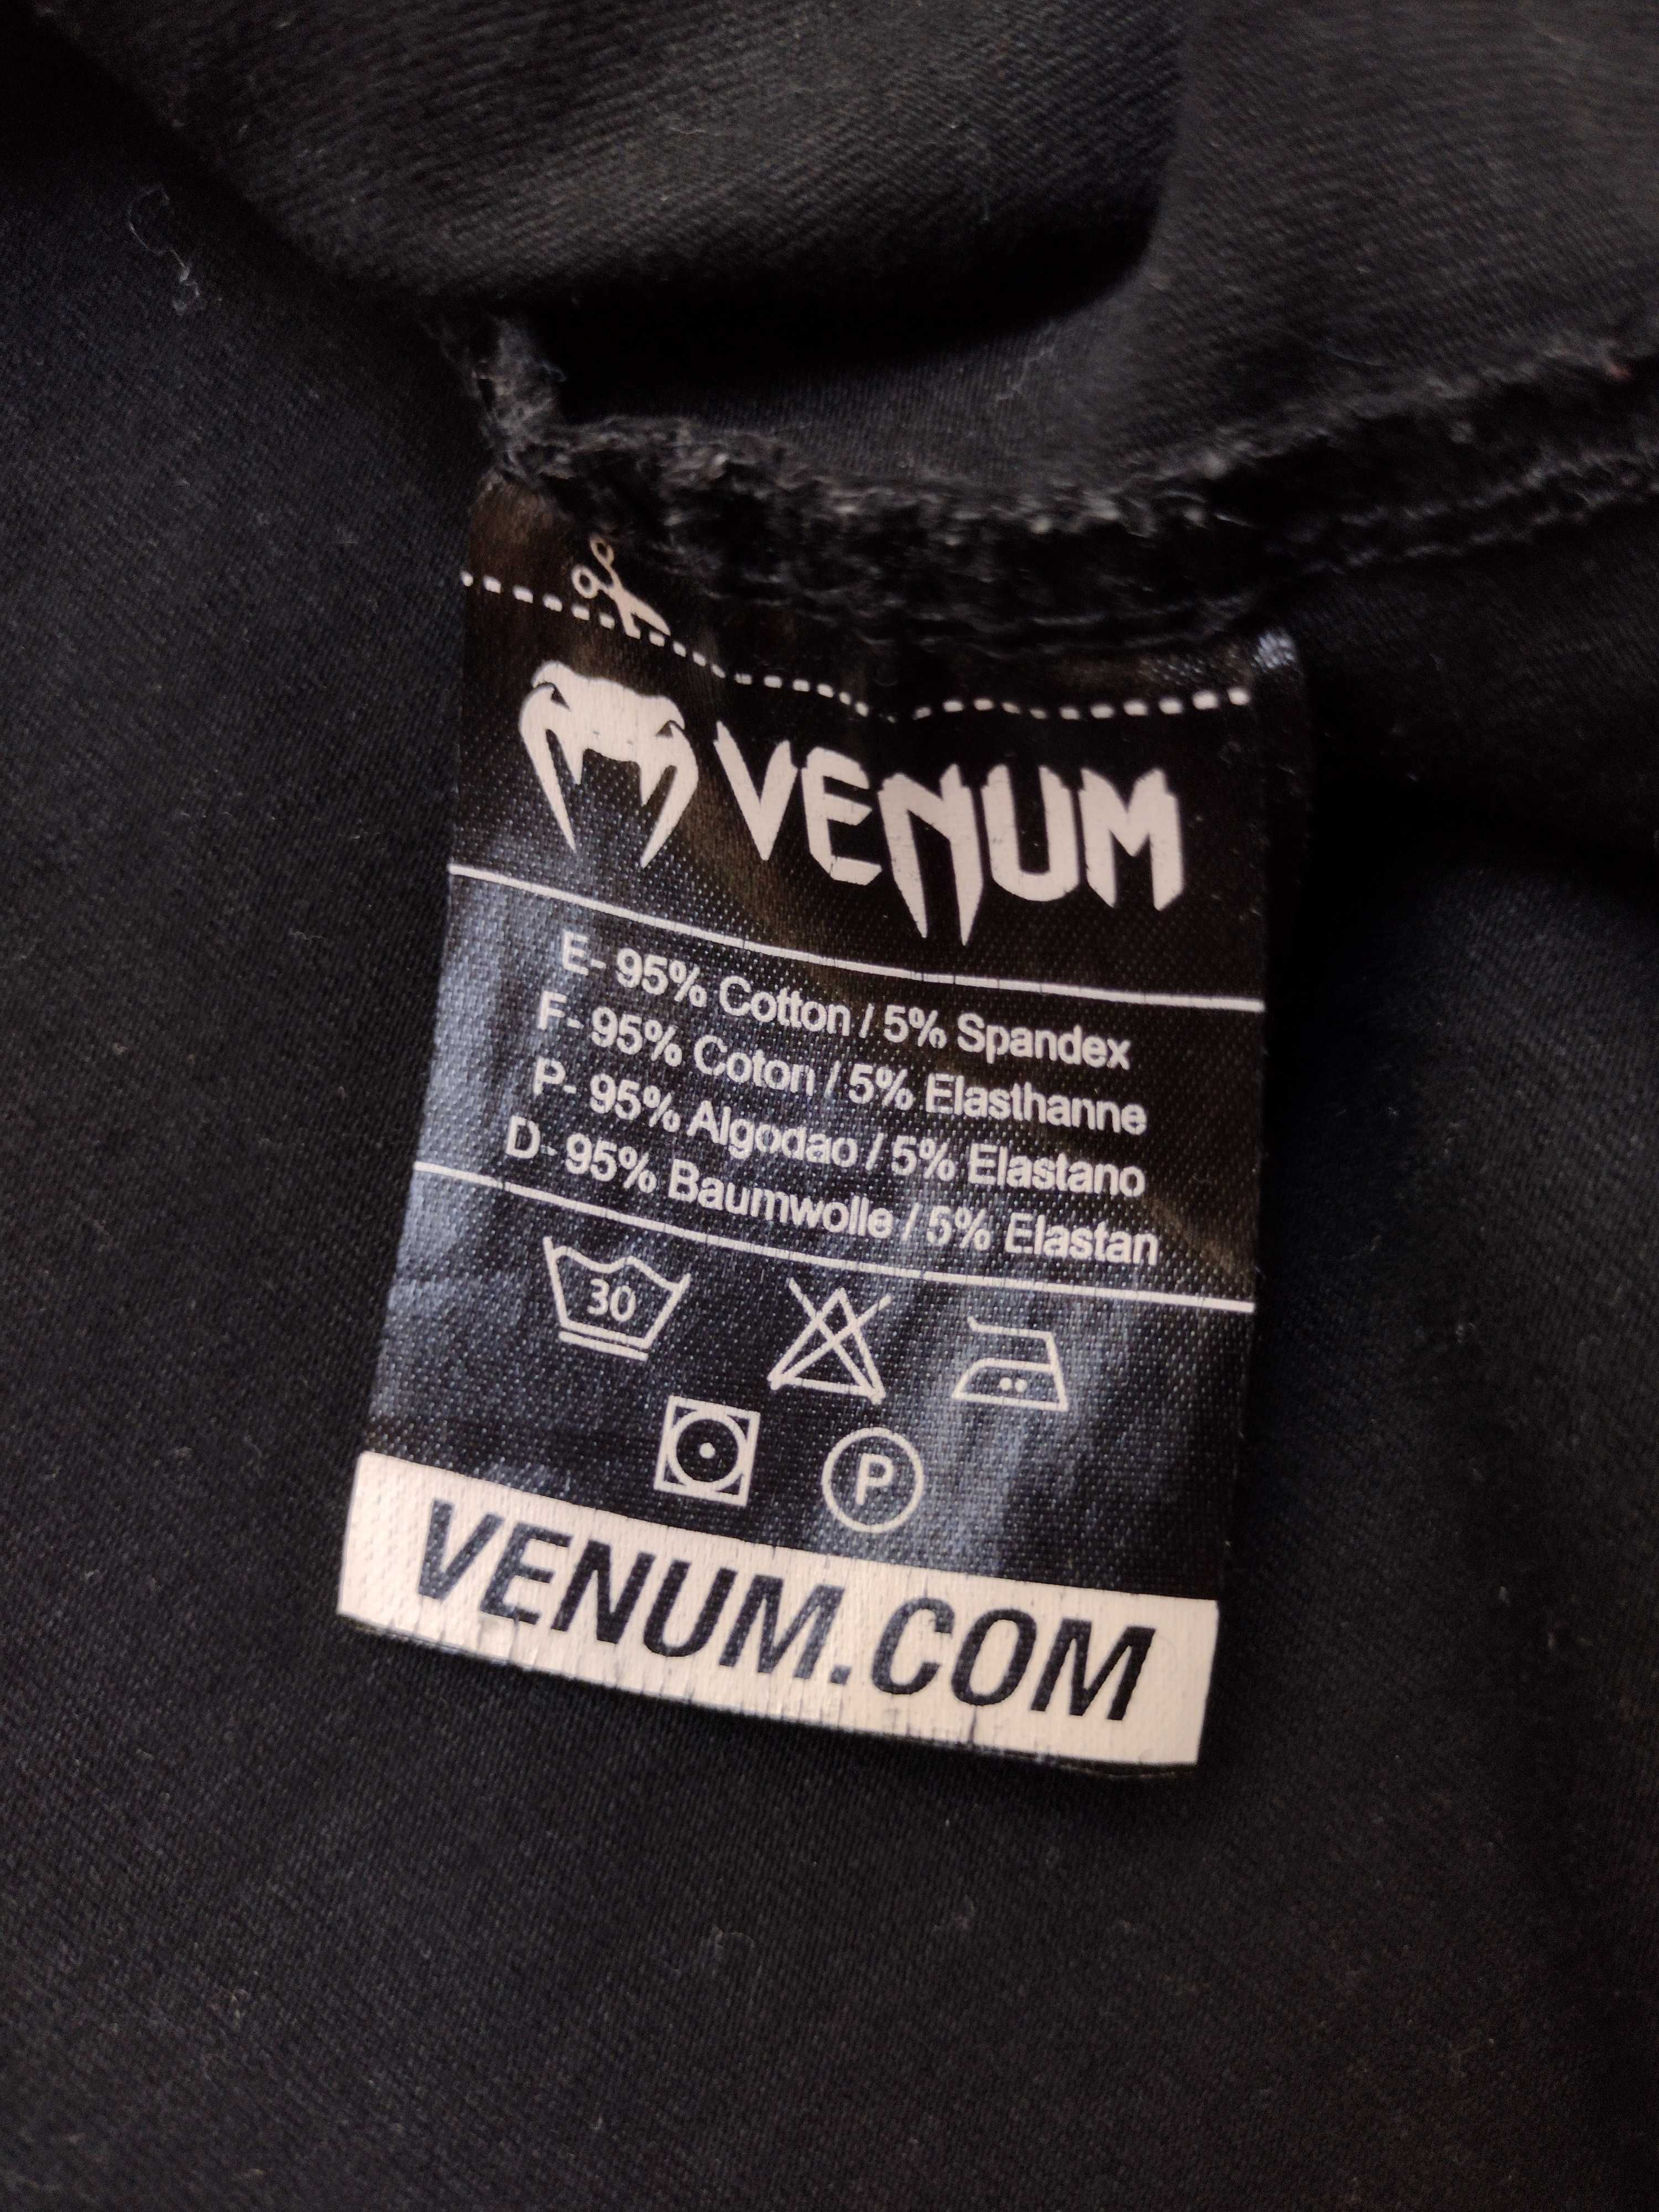 VENUM
E- 95% Cotton / 5% Spandex
F- 95% Coton / 5% Elasthanne
P- 95% Algodao / 5% Elastano
D- 95% Baumwolle / 5% Elastan
30
P
VENUM.COM